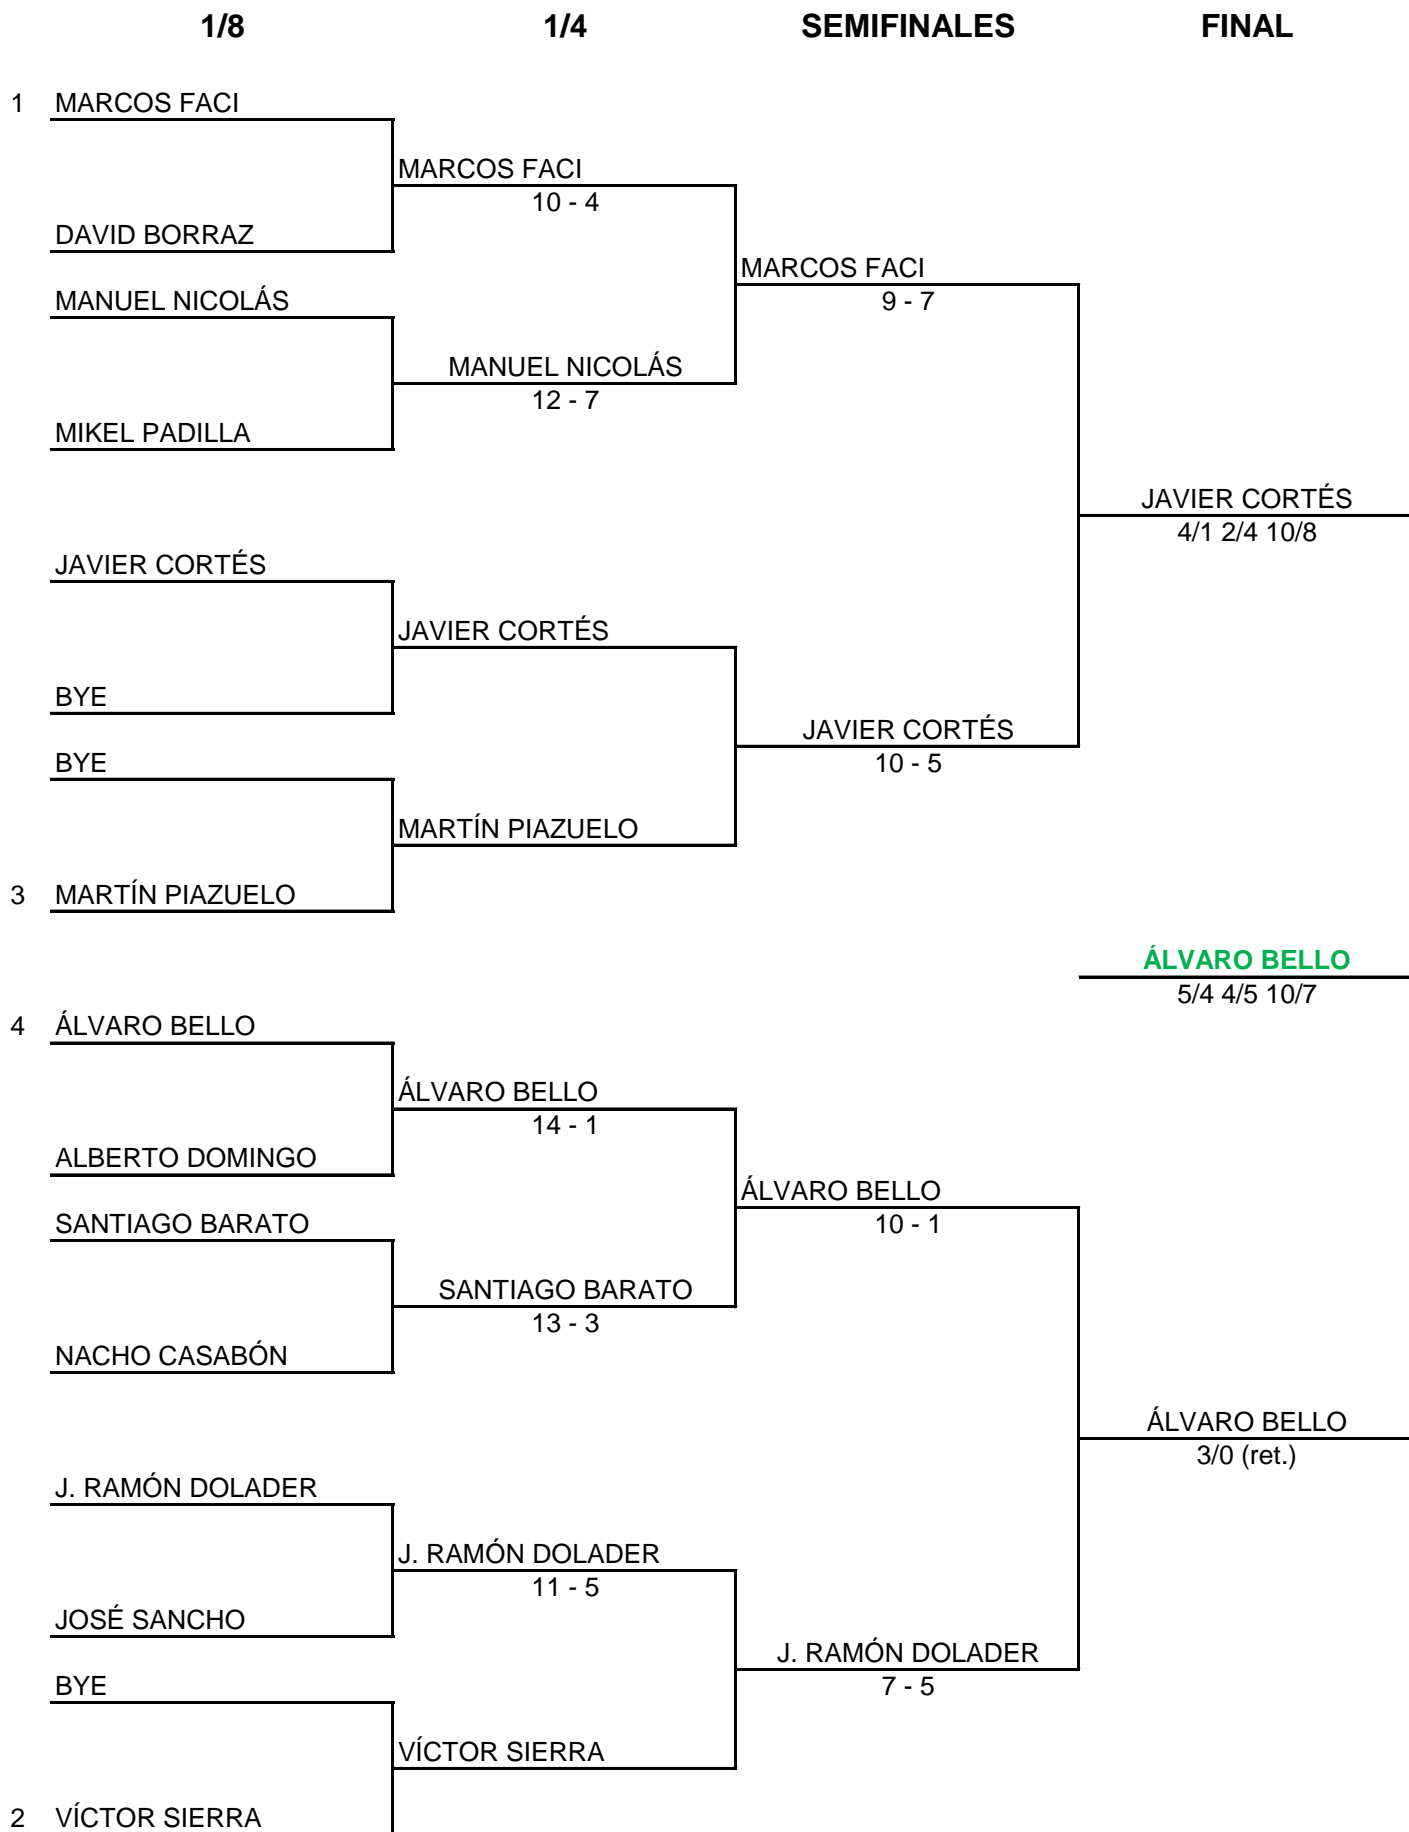 1/8 1/4 SEMIFINALES FINAL
1 MARCOS FACI
MARCOS FACI
10 - 4
DAVID BORRAZ
MARCOS FACI
MANUEL NICOLÁS
9 - 7
MANUEL NICOLÁS
12 - 7
MIKEL PADILLA
JAVIER CORTÉS
4/1 2/4 10/8
JAVIER CORTÉS
JAVIER CORTÉS
BYE
JAVIER CORTÉS
BYE
10 - 5
MARTÍN PIAZUELO
3 MARTÍN PIAZUELO
ÁLVARO BELLO
5/4 4/5 10/7
4 ÁLVARO BELLO
ÁLVARO BELLO
14 - 1
ALBERTO DOMINGO
ÁLVARO BELLO
SANTIAGO BARATO
10 - 1
SANTIAGO BARATO
13 - 3
NACHO CASABÓN
ÁLVARO BELLO
3/0 (ret.)
J. RAMÓN DOLADER
J. RAMÓN DOLADER
11 - 5
JOSÉ SANCHO
J. RAMÓN DOLADER
BYE
7 - 5
VÍCTOR SIERRA
2 VÍCTOR SIERRA